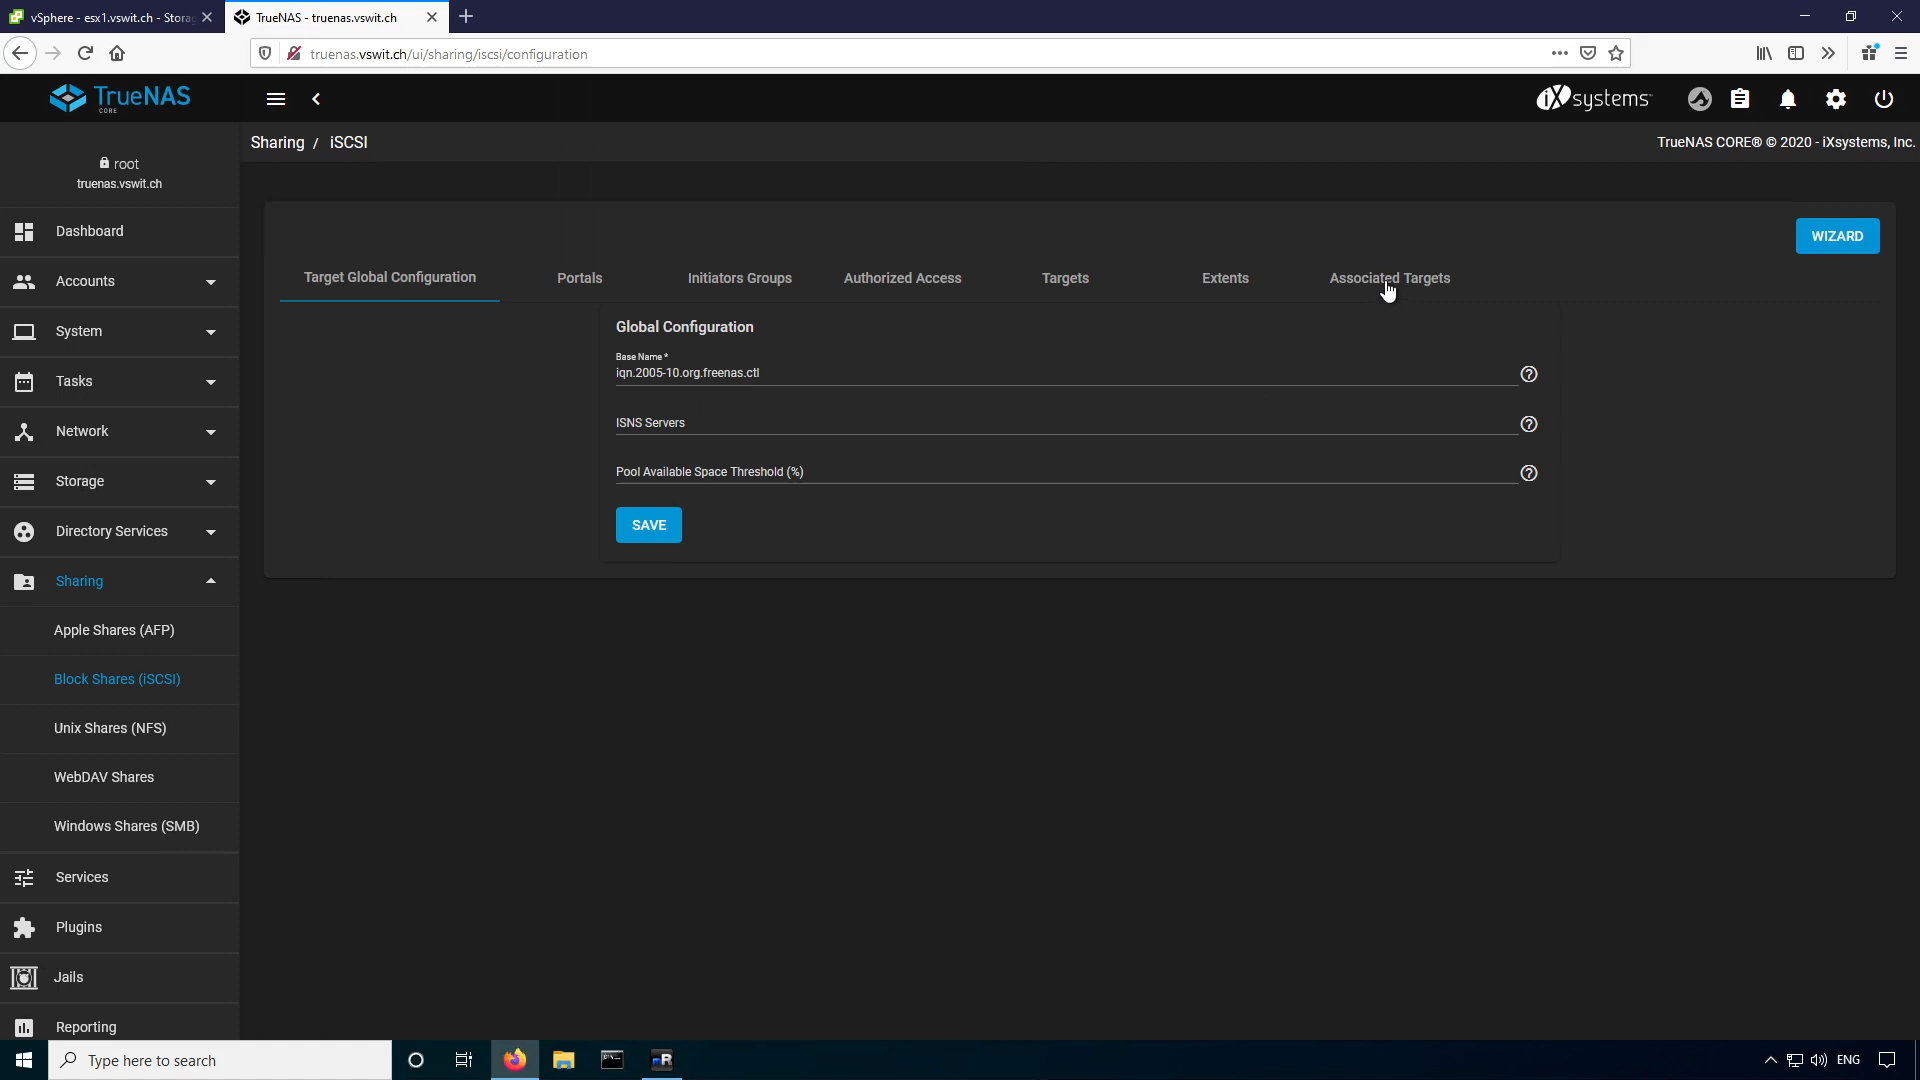 vSphere - esx1.vswit.ch - Stora
TrueNAS - truenas.vswit.ch
truenas.vswit.ch/ui/sharing/iscsi/configuration
TrueNAS
CORE
iXsystems™
root
truenas.vswit.ch
Sharing / iSCSI
TrueNAS CORE® © 2020 - iXsystems, Inc.
Dashboard
Accounts
System
Tasks
Network
Storage
Directory Services
Sharing
Apple Shares (AFP)
Block Shares (iSCSI)
Unix Shares (NFS)
WebDAV Shares
Windows Shares (SMB)
Services
Plugins
Jails
Reporting
WIZARD
Target Global Configuration
Portals
Initiators Groups
Authorized Access
Targets
Extents
Associated Targets
Global Configuration
Base Name *
iqn.2005-10.org.freenas.ctl
ISNS Servers
Pool Available Space Threshold (%)
SAVE
Type here to search
ENG